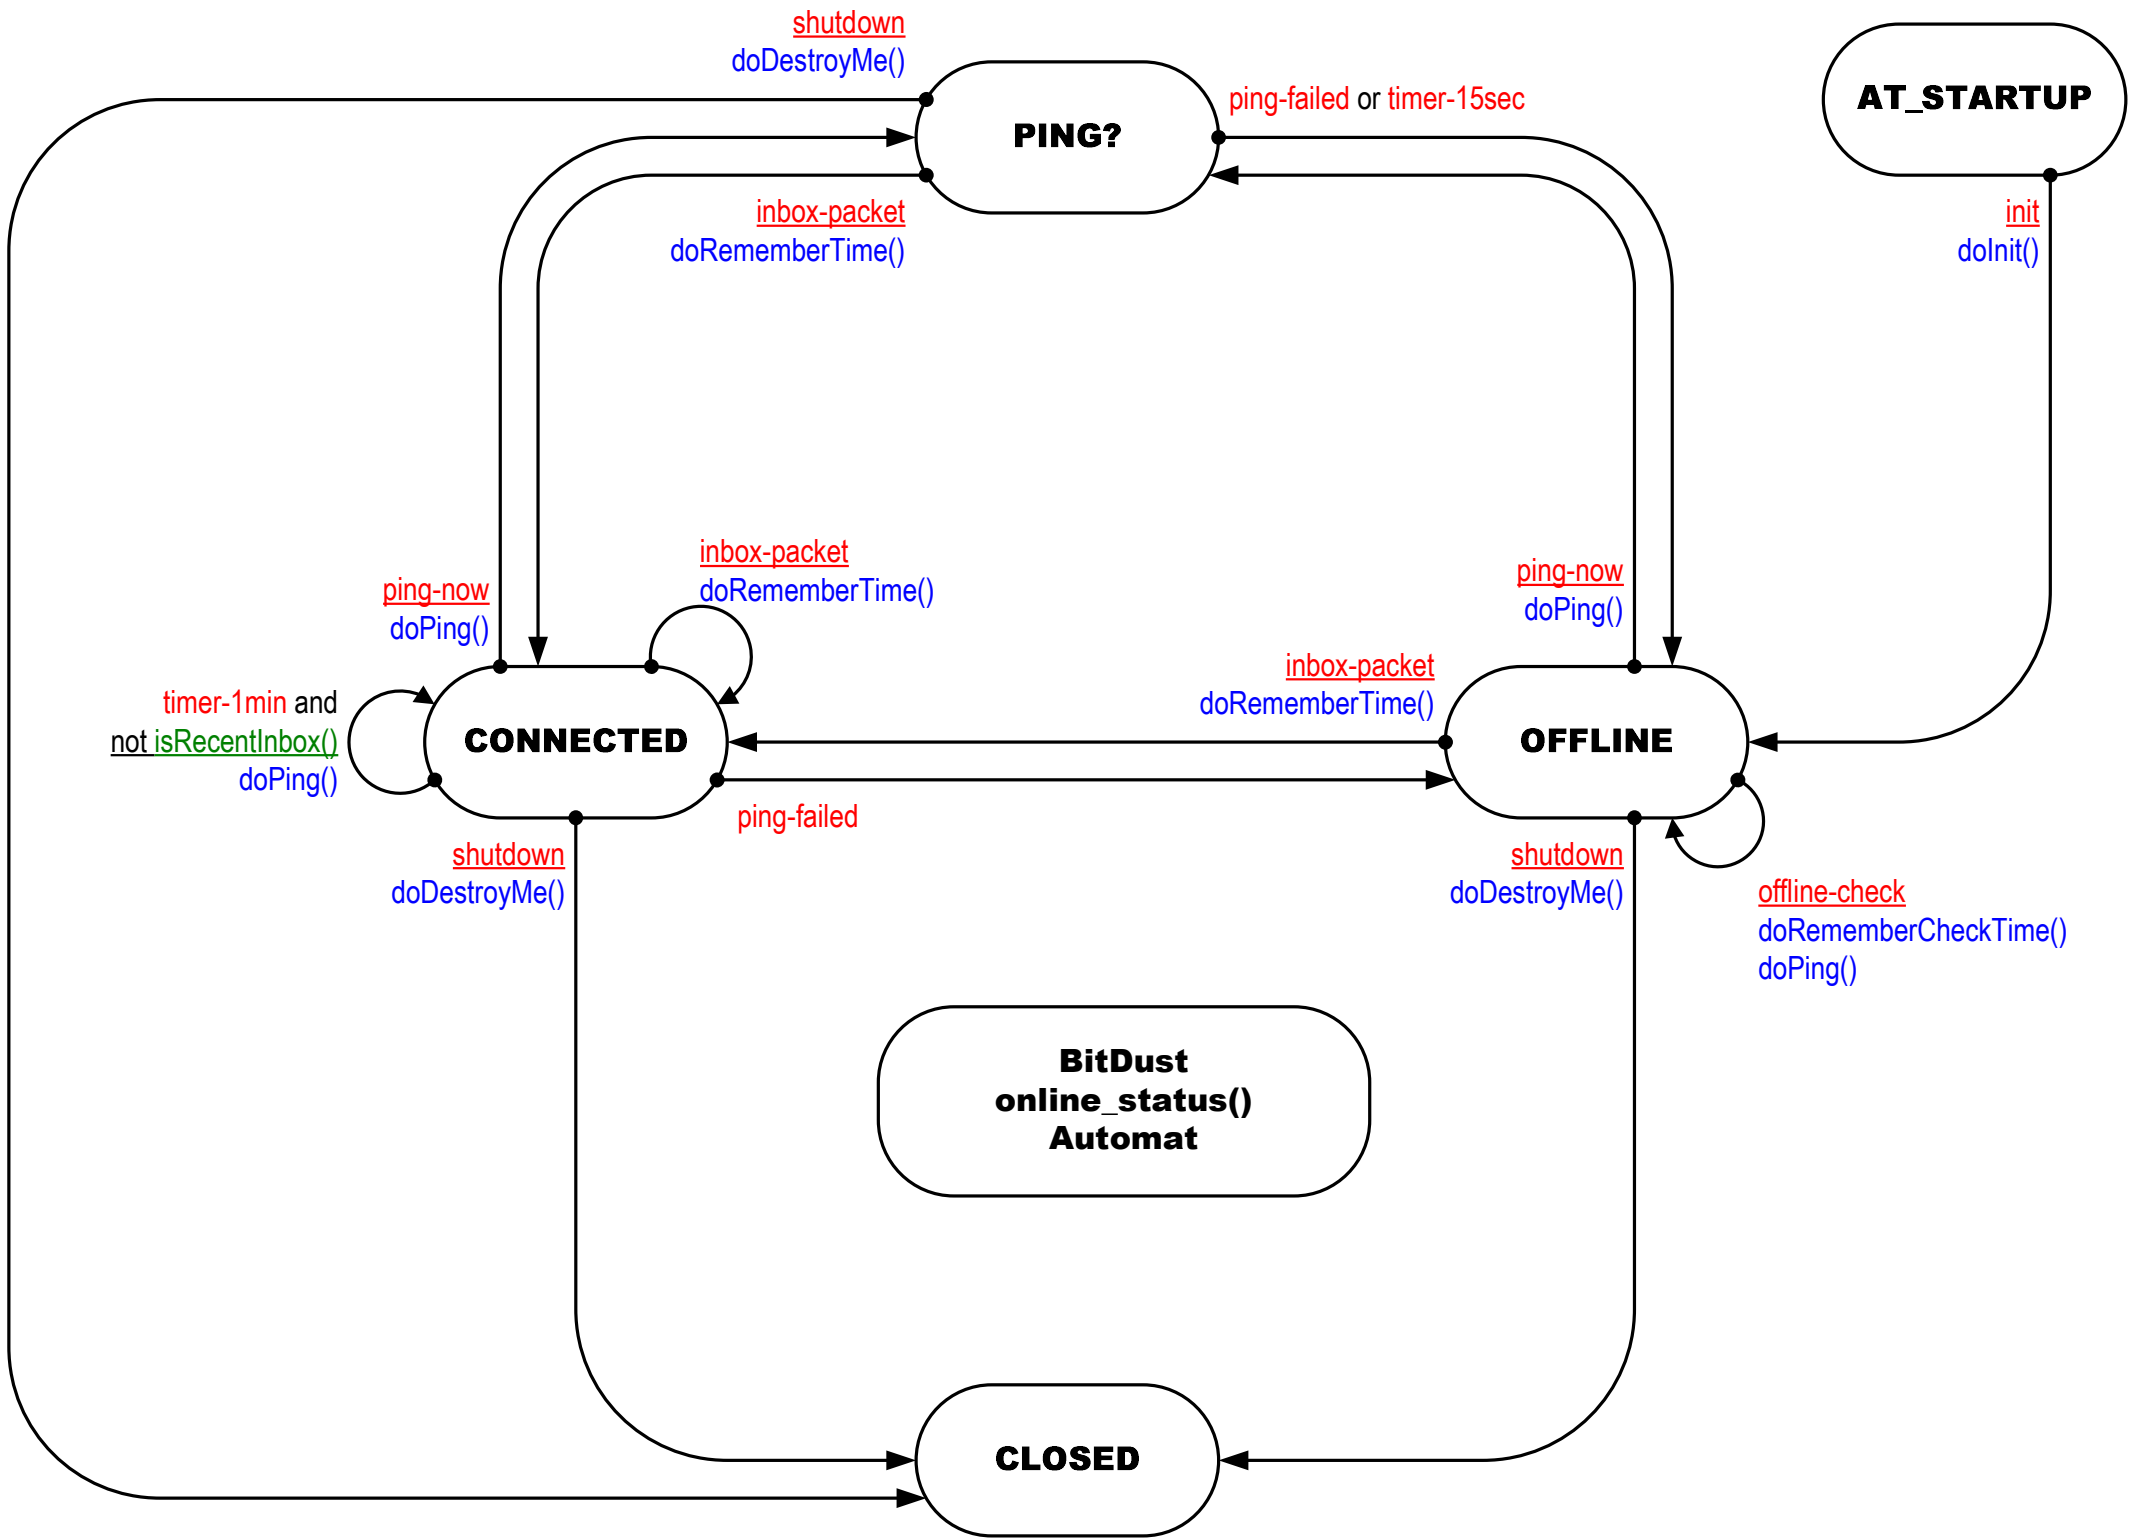 shutdown
doDestroyMe()
PING?
ping-failed or timer-15sec
AT_STARTUP
inbox-packet
doRememberTime()
init
doInit()
ping-now
doPing()
inbox-packet
doRememberTime()
ping-now
doPing()
timer-1min and
not isRecentInbox()
doPing()
CONNECTED
inbox-packet
doRememberTime()
OFFLINE
ping-failed
shutdown
doDestroyMe()
shutdown
doDestroyMe()
offline-check
doRememberCheckTime()
doPing()
BitDust
online_status()
Automat
CLOSED